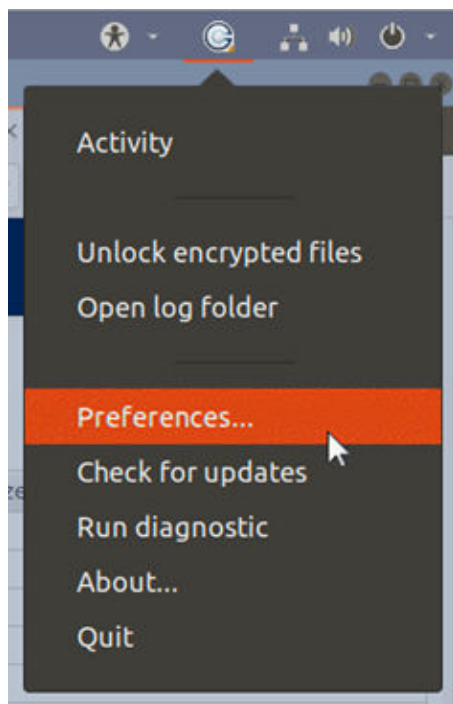 Activity
Unlock encrypted files
Open log folder
Preferences...
Check for updates
Run diagnostic
About...
Quit